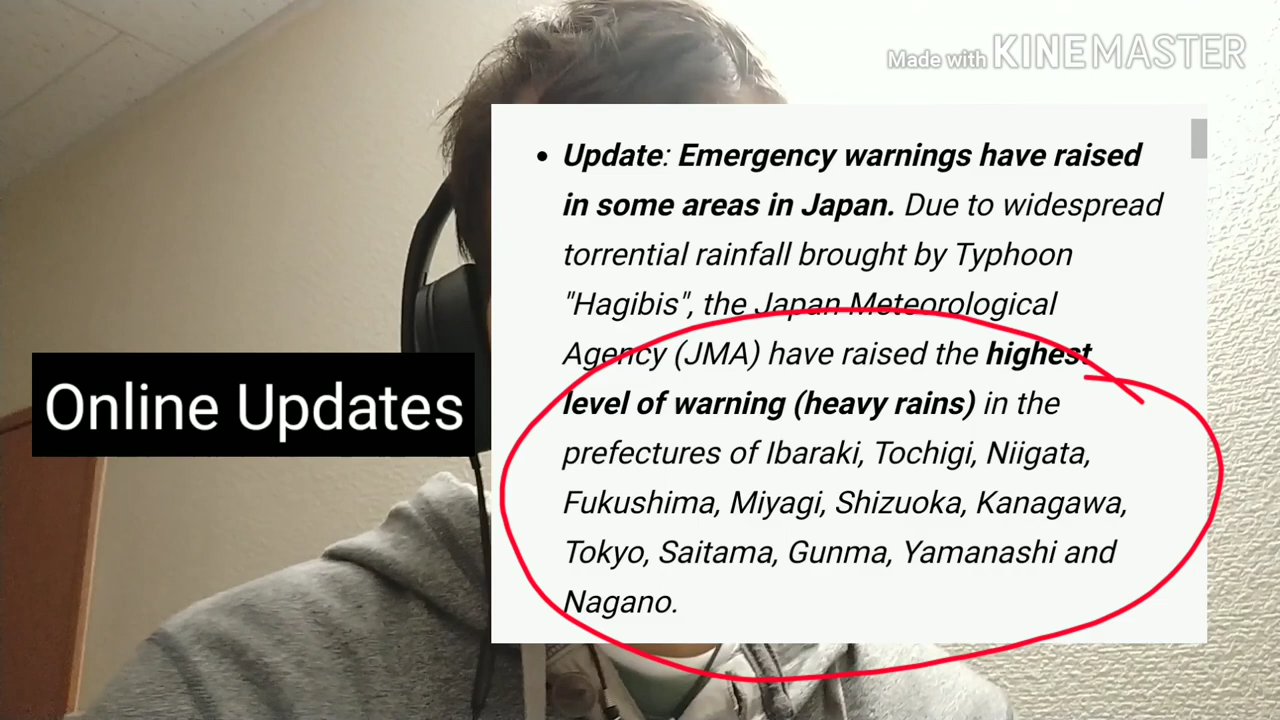 Made with KINEMASTER
• Update: Emergency warnings have raised
in some areas in Japan. Due to widespread
torrential rainfall brought by Typhoon
"Hagibis", the Japan Meteorological
Agency (JMA) have raised the highest
level of warning (heavy rains) in the
prefectures of Ibaraki, Tochigi, Niigata,
Fukushima, Miyagi, Shizuoka, Kanagawa,
Tokyo, Saitama, Gunma, Yamanashi and
Nagano.
Online Updates